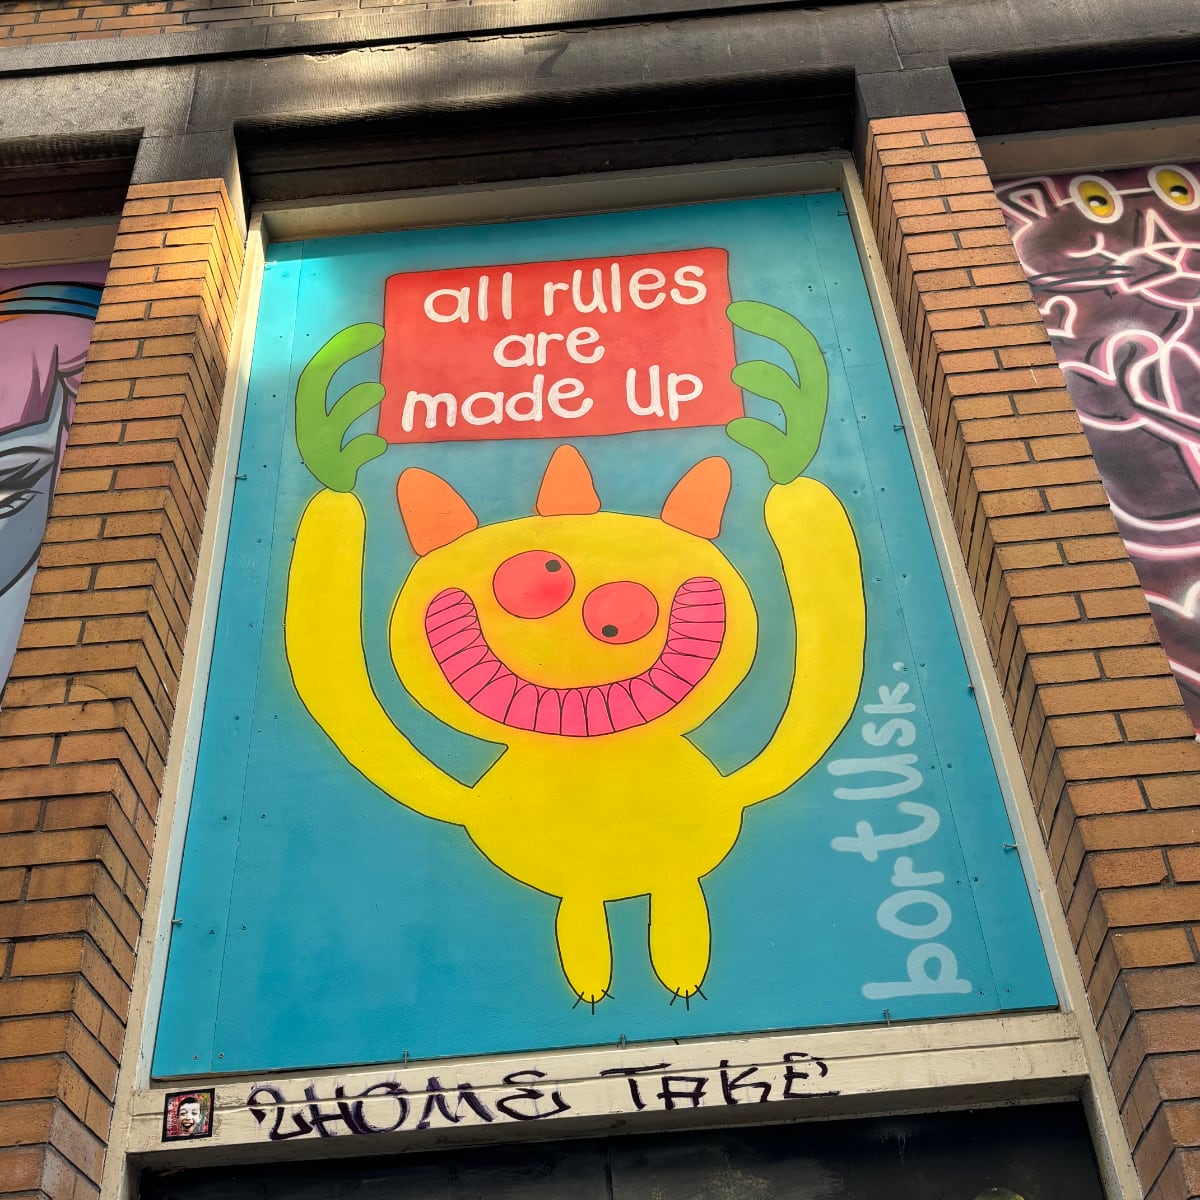 all rules
are
made up
bortusk.
2HOME TAKE